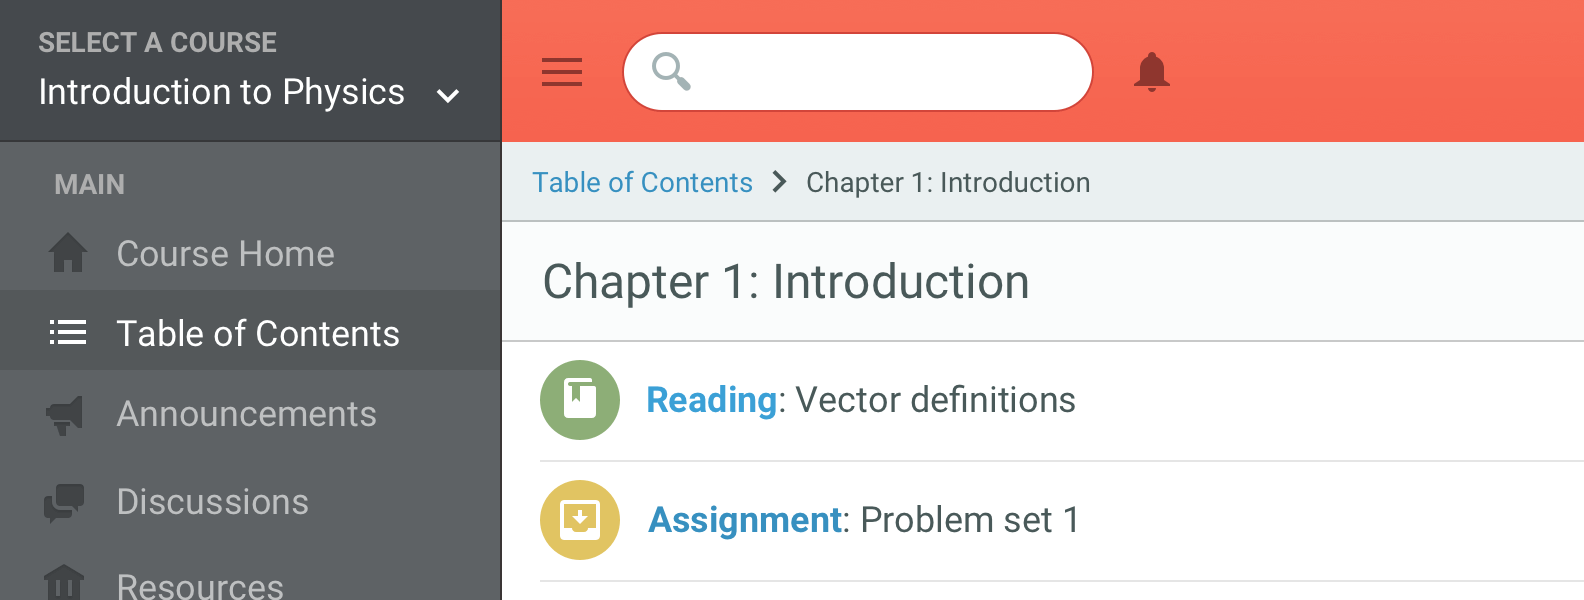 SELECT A COURSE
Introduction to Physics
MAIN
Course Home
Table of Contents
Announcements
Discussions
Resources
Table of Contents > Chapter 1: Introduction
Chapter 1: Introduction
Reading: Vector definitions
Assignment: Problem set 1